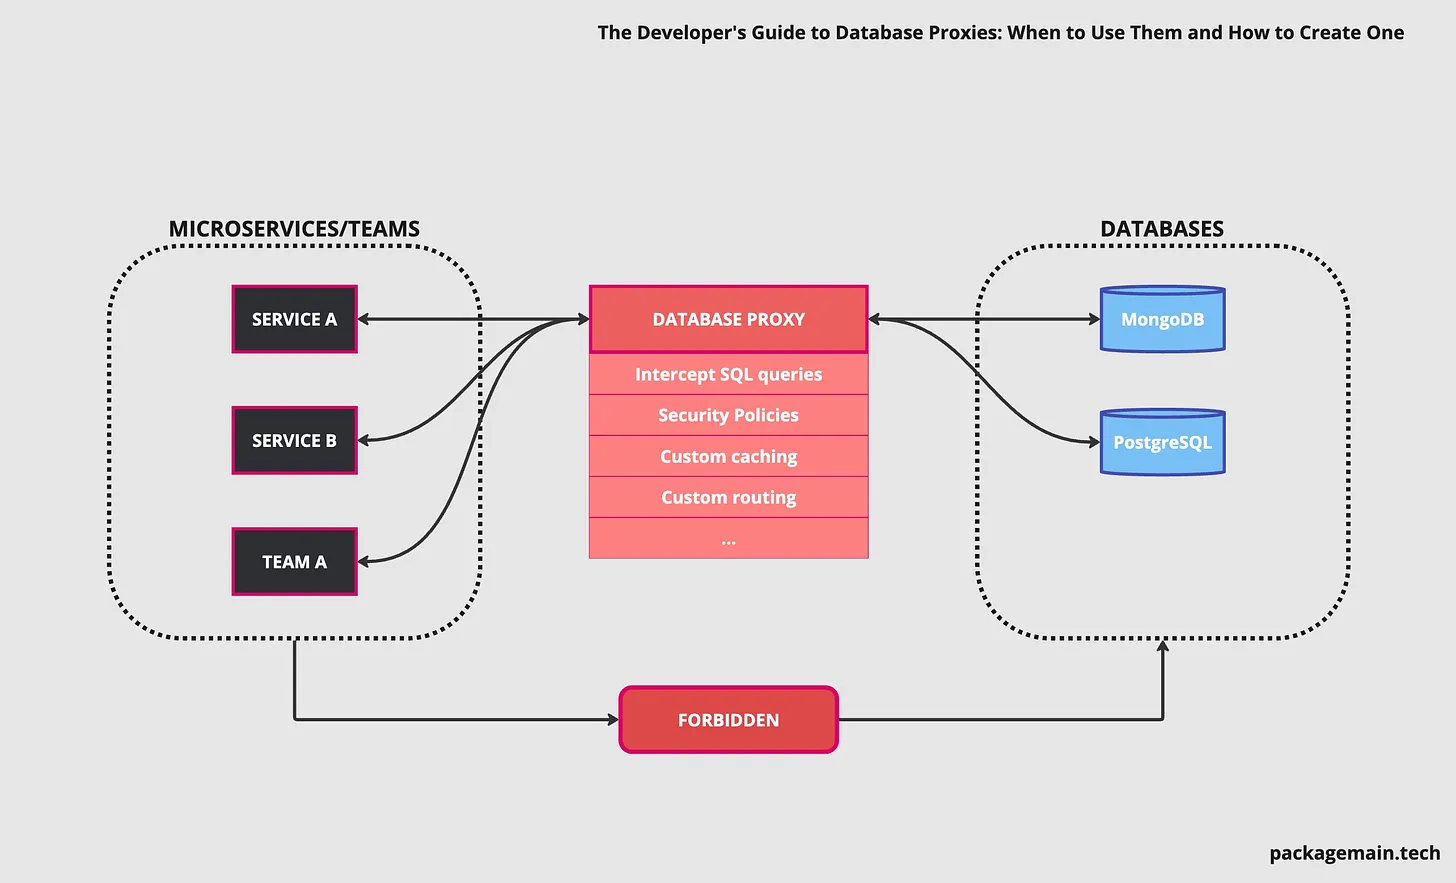 The Developer's Guide to Database Proxies: When to Use Them and How to Create One
MICROSERVICES/TEAMS
SERVICE A
SERVICE B
TEAM A
DATABASE PROXY
Intercept SQL queries
Security Policies
Custom caching
Custom routing
...
DATABASES
MongoDB
PostgreSQL
FORBIDDEN
packagemain.tech